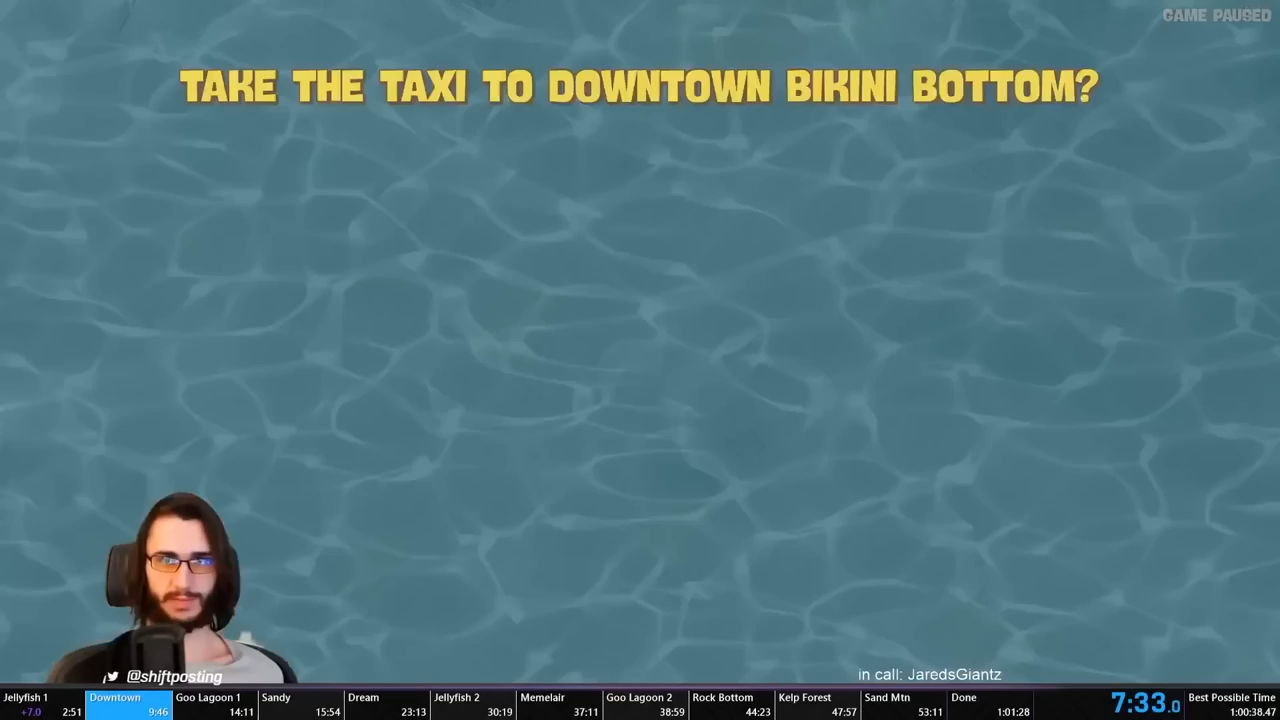 GAME PAUSED
TAKE THE TAXI TO DOWNTOWN BIKINI BOTTOM?
@shiftposting
in call: JaredsGiantz
Jellyfish 1 Downtown Goo Lagoon 1 Sandy Dream Jellyfish 2 Memelair Goo Lagoon 2 Rock Bottom Kelp Forest Sand Mtn Done 7:33.0 Best Possible Time
+7.0 2:51 9:46 14:11 15:54 23:13 30:19 37:11 38:59 44:23 47:57 53:11 1:01:28 1:00:38.47